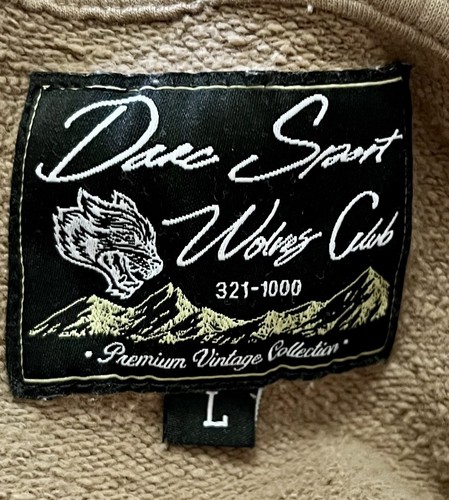 Darc Sport
Wolves Club
321-1000
• Premium Vintage Collection •
L